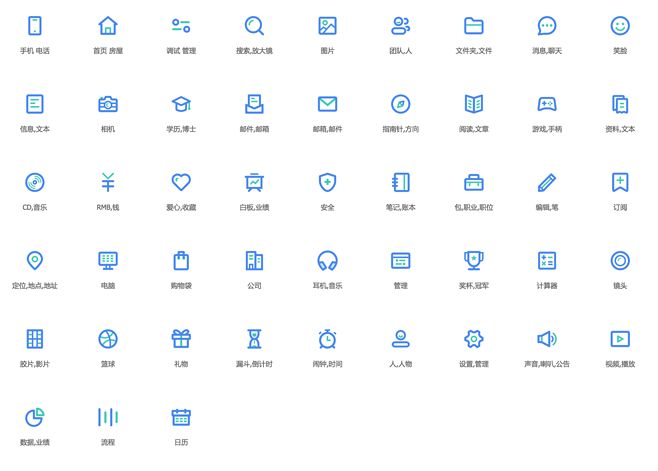 手机 电话
首页 房屋
调试 管理
搜索,放大镜
图片
团队,人
文件夹,文件
消息,聊天
笑脸
信息,文本
相机
学历,博士
邮件,邮箱
邮箱,邮件
指南针,方向
阅读,文章
游戏,手柄
资料,文本
CD,音乐
RMB,钱
爱心,收藏
白板,业绩
安全
笔记,账本
包,职业,职位
编辑,笔
订阅
定位,地点,地址
电脑
购物袋
公司
耳机,音乐
管理
奖杯,冠军
计算器
镜头
胶片,影片
篮球
礼物
漏斗,倒计时
闹钟,时间
人,人物
设置,管理
声音,喇叭,公告
视频,播放
数据,业绩
流程
日历